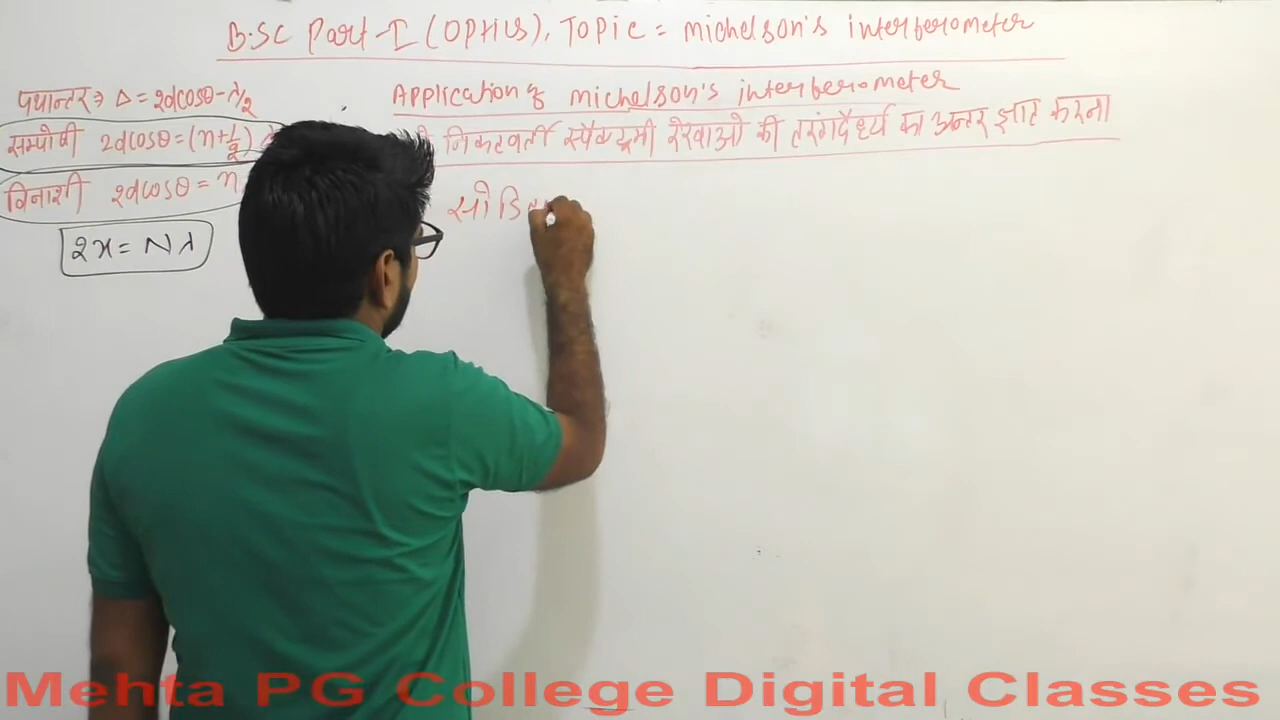 B.SC Part-I (OPTICS), TOPIC = michelson's interferometer
पथान्तर → Δ = 2dcosθ - λ/2
Application of michelson's interferometer
सम्पोषी 2dcosθ = (n+1/2)
निकटवर्ती स्पैक्ट्रमी रेखाओ की तरंगदैर्ध्य का अन्तर ज्ञात करना
विनाशी 2dcosθ = n
सोडि
2x = Nλ
Mehta PG College Digital Classes